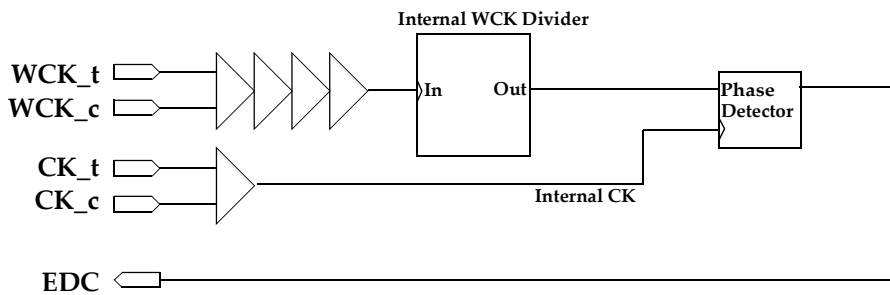 Internal WCK Divider
WCK_t
WCK_c
In
Out
Phase
Detector
CK_t
CK_c
Internal CK
EDC